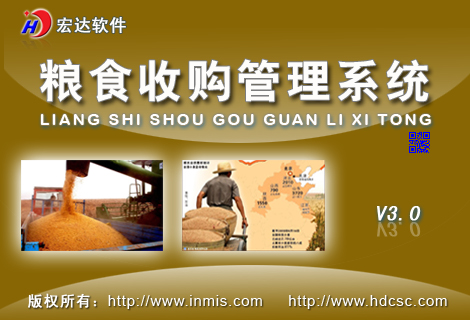 宏达软件
粮食收购管理系统
LIANG SHI SHOU GOU GUAN LI XI TONG
V3.0
版权所有：http://www.inmis.com http://www.hdcsc.com